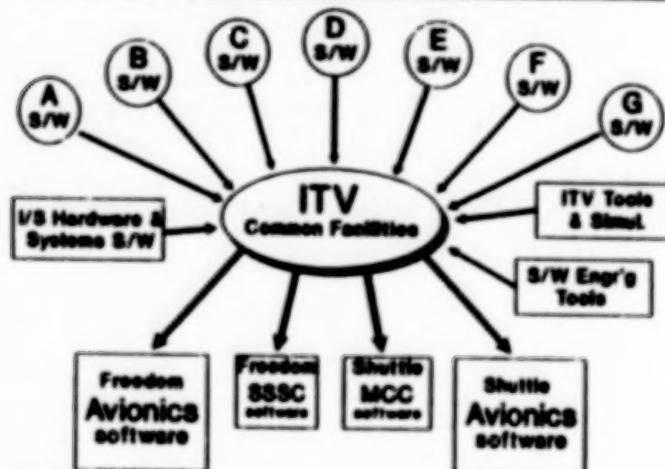 A
S/W
B
S/W
C
S/W
D
S/W
E
S/W
F
S/W
G
S/W
ITV
Common Facilities
I/S Hardware &
Systems S/W
ITV Tools
& Simul.
S/W Engr'g
Tools
Freedom
Avionics
software
Freedom
SSSC
software
Shuttle
MCC
software
Shuttle
Avionics
software